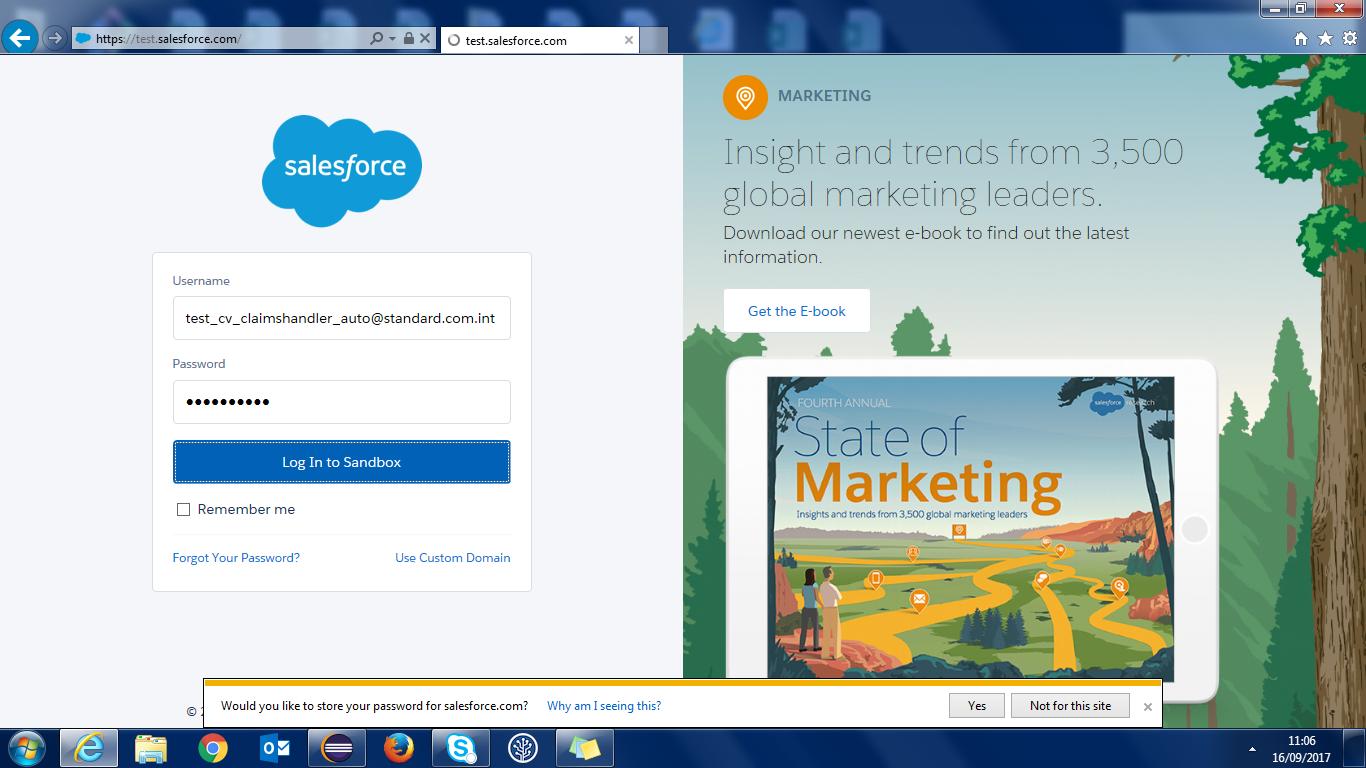 https://test.salesforce.com/
test.salesforce.com
salesforce
Username
test_cv_claimshandler_auto@standard.com.int
Password
Log In to Sandbox
Remember me
Forgot Your Password?
Use Custom Domain
MARKETING
Insight and trends from 3,500
global marketing leaders.
Download our newest e-book to find out the latest
information.
Get the E-book
FOURTH ANNUAL
salesforce research
State of
Marketing
Insights and trends from 3,500 global marketing leaders
©
Would you like to store your password for salesforce.com?
Why am I seeing this?
Yes
Not for this site
11:06
16/09/2017